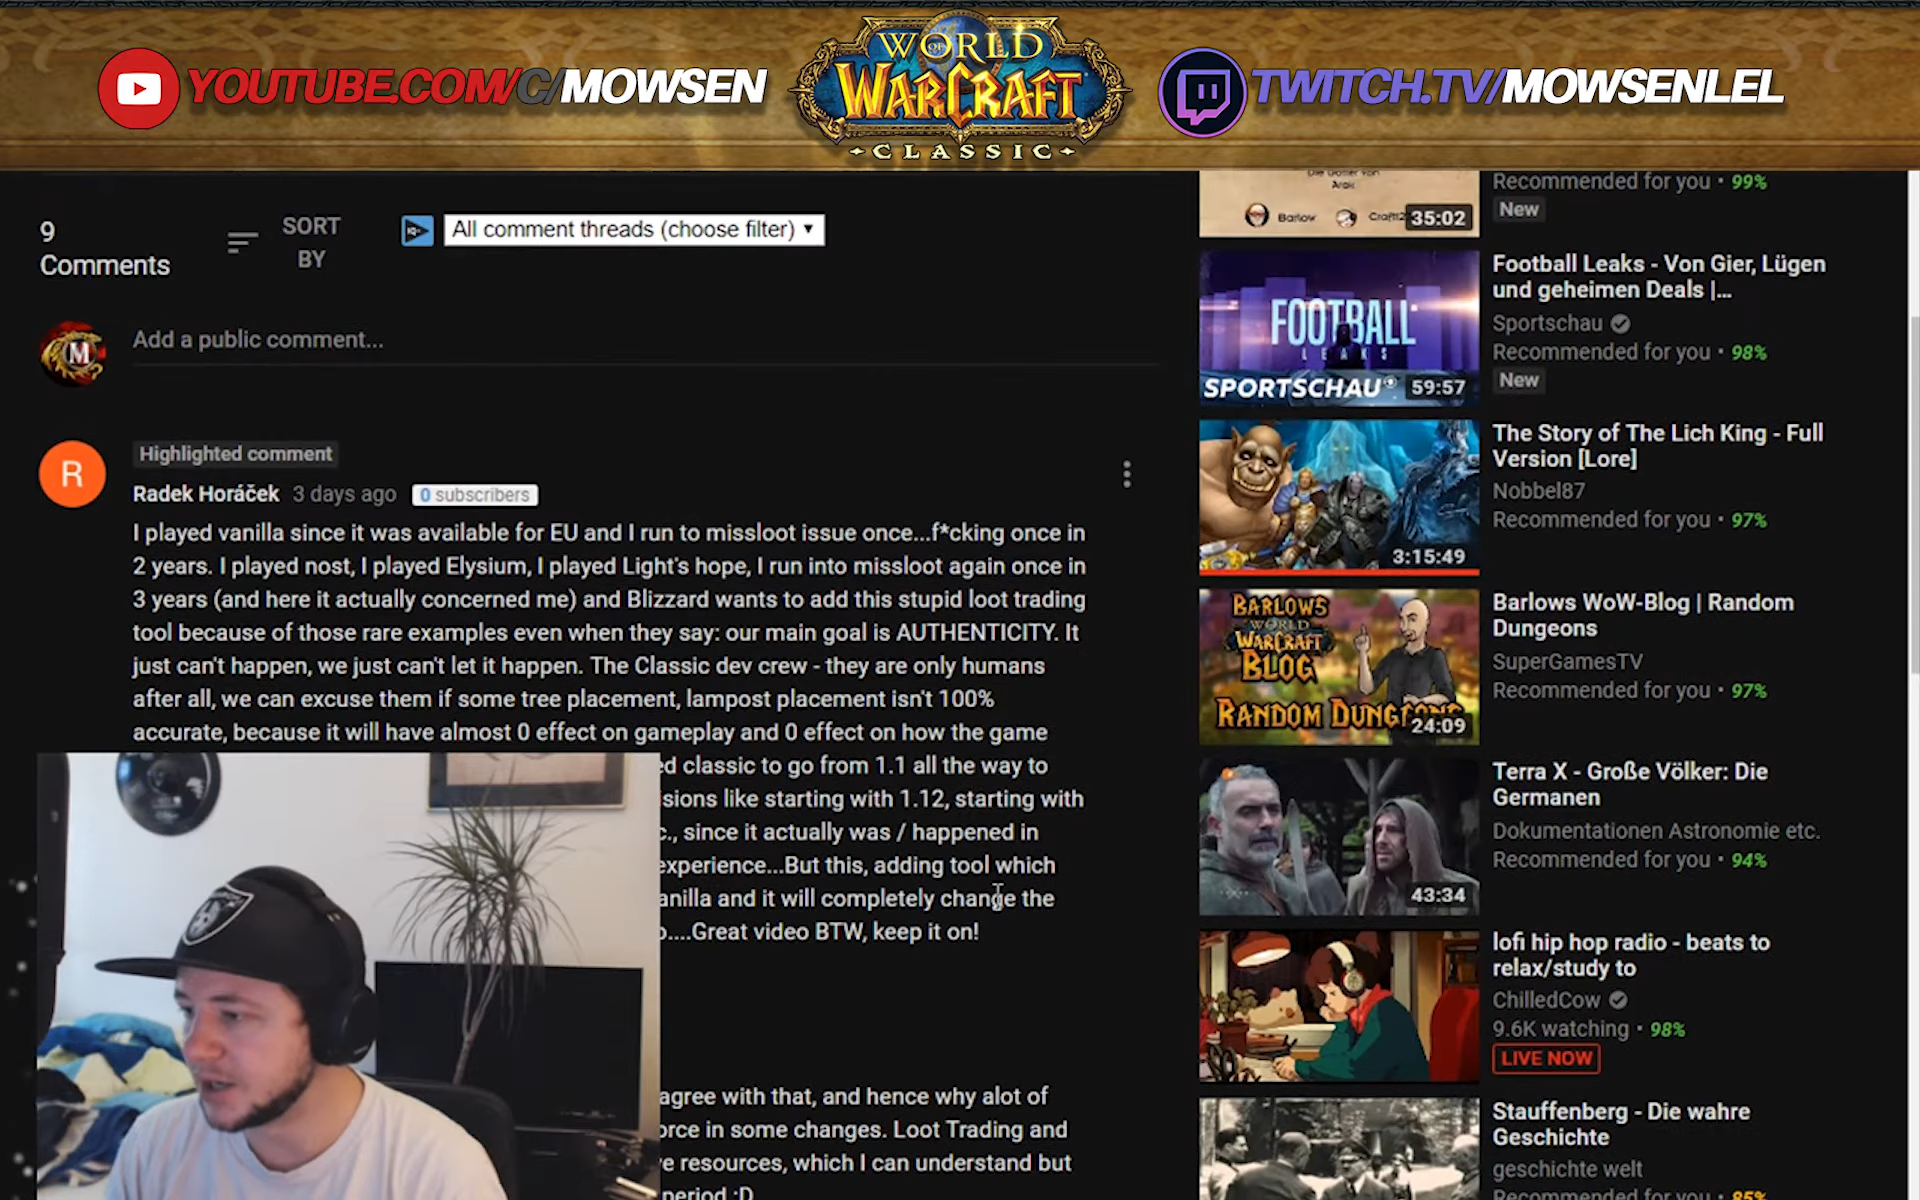 YOUTUBE.COM/C/MOWSEN
WORLD OF WARCRAFT
CLASSIC
TWITCH.TV/MOWSENLEL
9
Comments
SORT
BY
All comment threads (choose filter)
Add a public comment...
M
R
Highlighted comment
Radek Horáček 3 days ago 0 subscribers
I played vanilla since it was available for EU and I run to missloot issue once...f*cking once in
2 years. I played nost, I played Elysium, I played Light's hope, I run into missloot again once in
3 years (and here it actually concerned me) and Blizzard wants to add this stupid loot trading
tool because of those rare examples even when they say: our main goal is AUTHENTICITY. It
just can't happen, we just can't let it happen. The Classic dev crew - they are only humans
after all, we can excuse them if some tree placement, lampost placement isn't 100%
accurate, because it will have almost 0 effect on gameplay and 0 effect on how the game
ed classic to go from 1.1 all the way to
sions like starting with 1.12, starting with
c., since it actually was / happened in
experience...But this, adding tool which
anilla and it will completely change the
o....Great video BTW, keep it on!
agree with that, and hence why alot of
orce in some changes. Loot Trading and
e resources, which I can understand but
period :D
Die Götter von
Arak
Barlow
35:02
Recommended for you • 99%
New
FOOTBALL
LEAKS
SPORTSCHAU
59:57
Football Leaks - Von Gier, Lügen
und geheimen Deals |...
Sportschau
Recommended for you • 98%
New
3:15:49
The Story of The Lich King - Full
Version [Lore]
Nobbel87
Recommended for you • 97%
BARLOWS
WORLD OF WARCRAFT
BLOG
RANDOM
24:09
Barlows WoW-Blog | Random
Dungeons
SuperGamesTV
Recommended for you • 97%
43:34
Terra X - Große Völker: Die
Germanen
Dokumentationen Astronomie etc.
Recommended for you • 94%
lofi hip hop radio - beats to
relax/study to
ChilledCow
9.6K watching • 98%
LIVE NOW
Stauffenberg - Die wahre
Geschichte
geschichte welt
Recommended for you • 85%